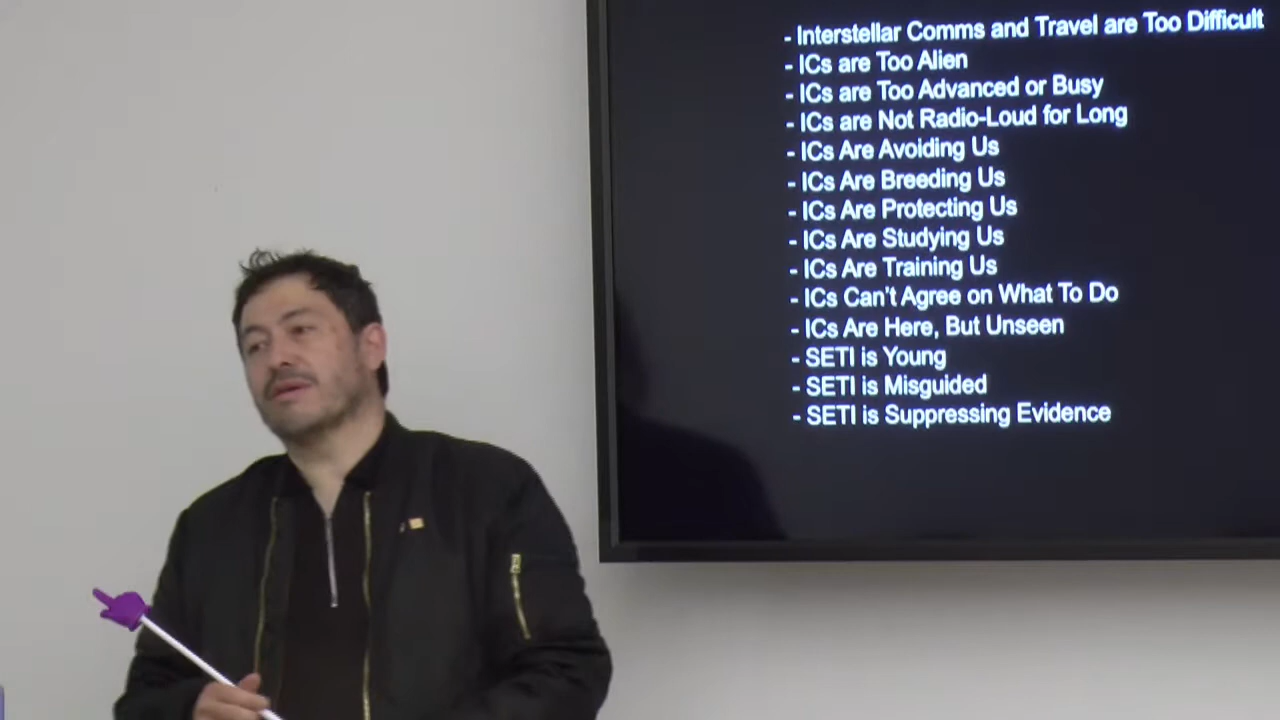 - Interstellar Comms and Travel are Too Difficult
- ICs are Too Alien
- ICs are Too Advanced or Busy
- ICs are Not Radio-Loud for Long
- ICs Are Avoiding Us
- ICs Are Breeding Us
- ICs Are Protecting Us
- ICs Are Studying Us
- ICs Are Training Us
- ICs Can't Agree on What To Do
- ICs Are Here, But Unseen
- SETI is Young
- SETI is Misguided
- SETI is Suppressing Evidence